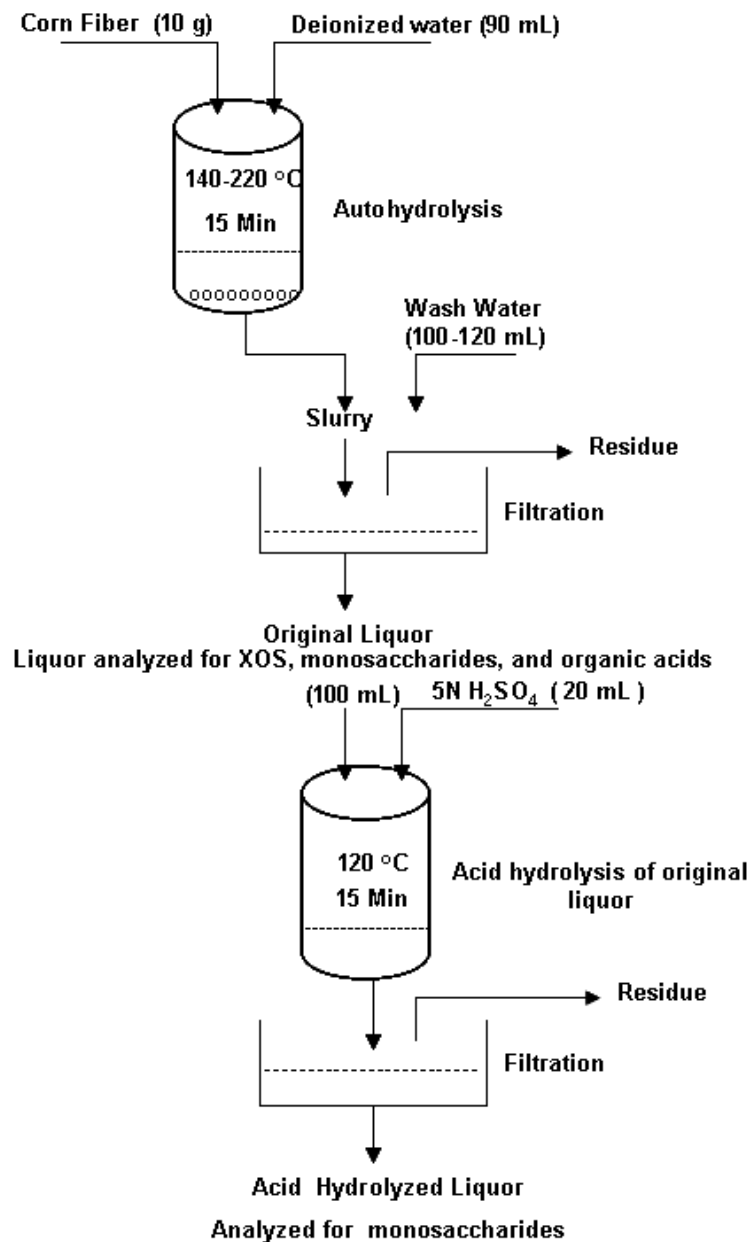 Corn Fiber (10 g)
Deionized water (90 mL)
140-220 °C
15 Min
Autohydrolysis
Wash Water
(100-120 mL)
Slurry
Residue
Filtration
Original Liquor
Liquor analyzed for XOS, monosaccharides, and organic acids
(100 mL)
5N H₂SO₄ ( 20 mL )
120 °C
15 Min
Acid hydrolysis of original
liquor
Residue
Filtration
Acid Hydrolyzed Liquor
Analyzed for monosaccharides